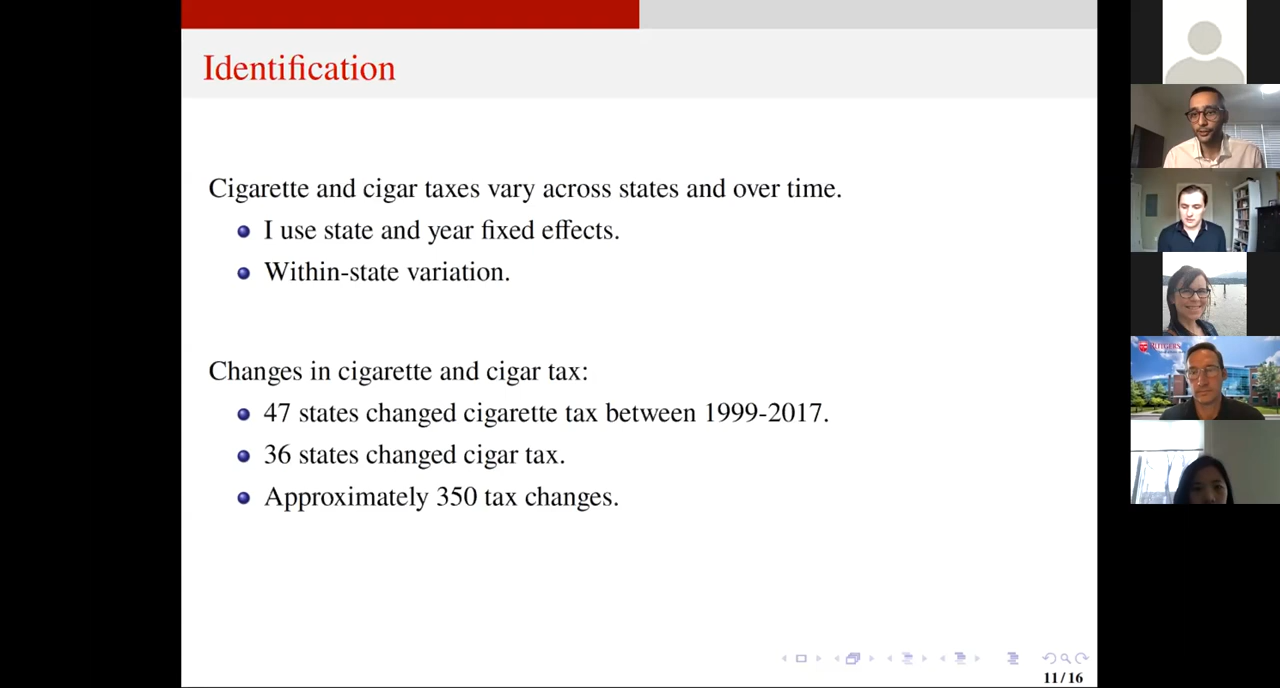 Identification
Cigarette and cigar taxes vary across states and over time.
I use state and year fixed effects.
Within-state variation.
Changes in cigarette and cigar tax:
47 states changed cigarette tax between 1999-2017.
36 states changed cigar tax.
Approximately 350 tax changes.
11/16
RUTGERS